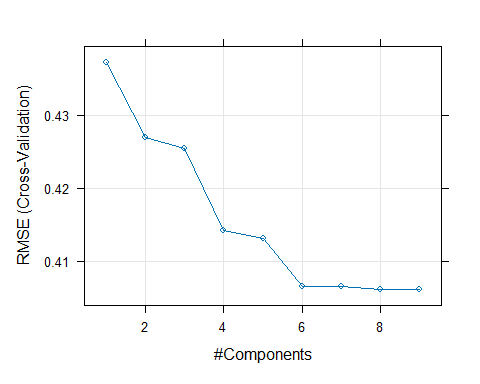 RMSE (Cross-Validation)
0.43
0.42
0.41
2 4 6 8
#Components